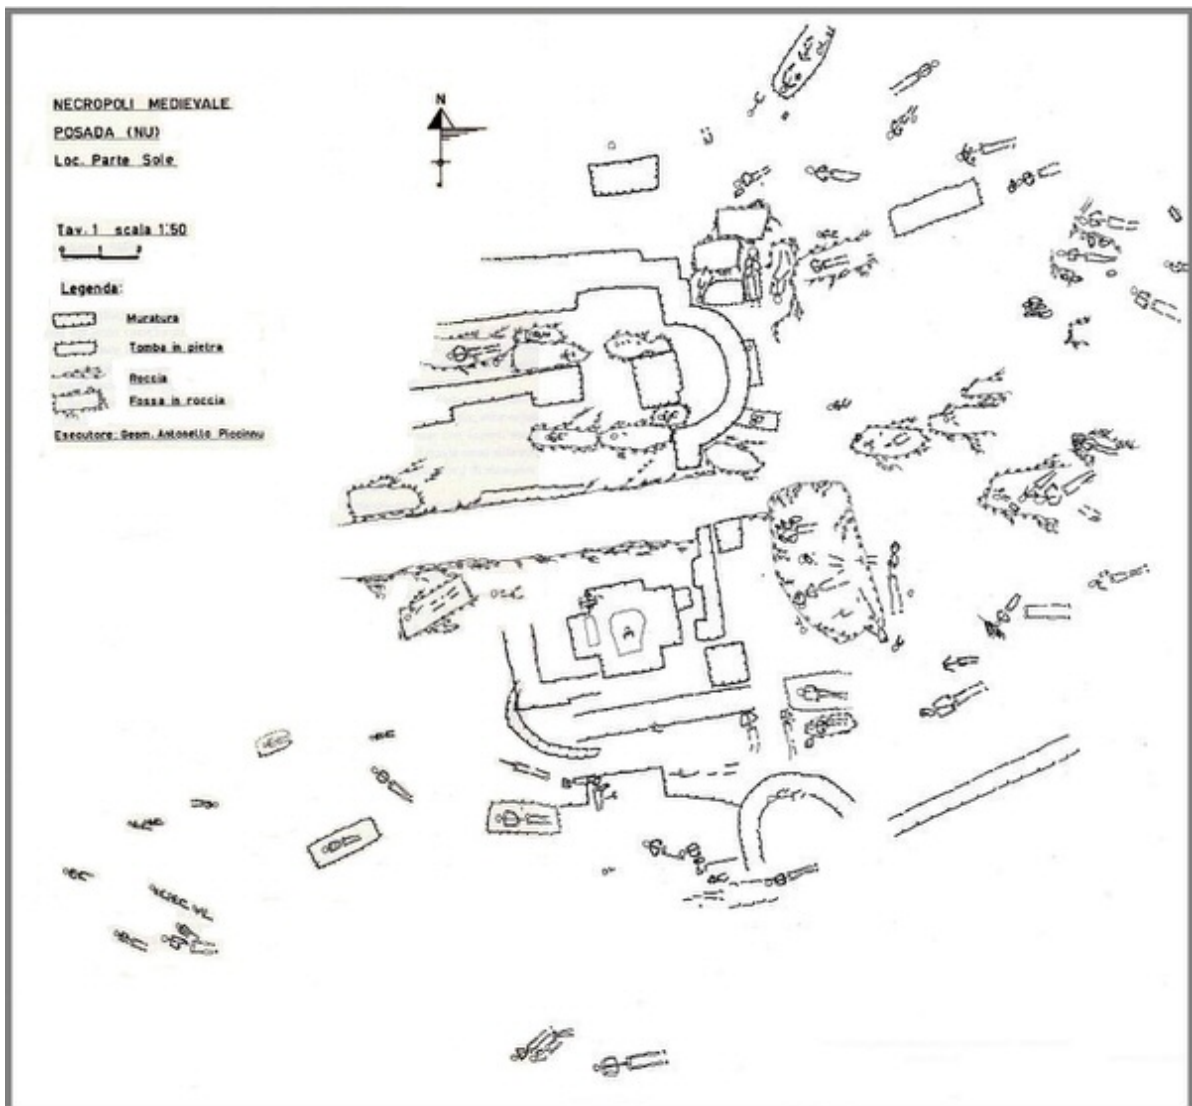 NECROPOLI MEDIEVALE
POSADA (NU)
Loc. Parte Sole
N
Tav. 1 scala 1:50
Legenda:
Muratura
Tomba in pietra
Roccia
Fossa in roccia
Esecutore: Geom. Antonello Piccinnu